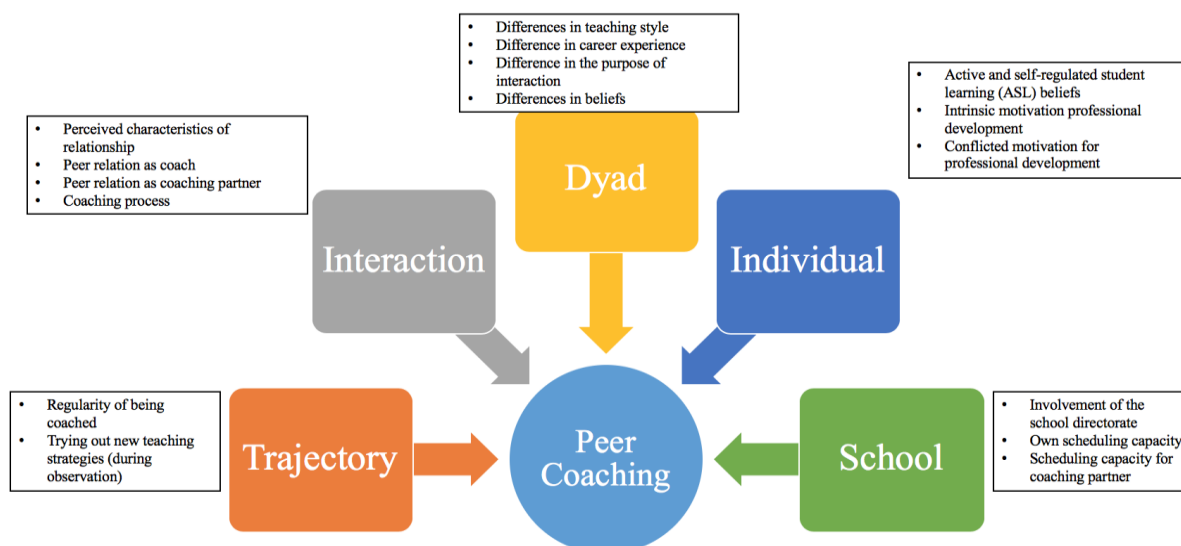 • Differences in teaching style
• Difference in career experience
• Difference in the purpose of
interaction
• Differences in beliefs
• Active and self-regulated student
learning (ASL) beliefs
• Intrinsic motivation professional
development
• Conflicted motivation for
professional development
• Perceived characteristics of
relationship
• Peer relation as coach
• Peer relation as coaching partner
• Coaching process
Dyad
Interaction
Individual
• Regularity of being
coached
• Trying out new teaching
strategies (during
observation)
Trajectory
Peer
Coaching
School
• Involvement of the
school directorate
• Own scheduling capacity
• Scheduling capacity for
coaching partner